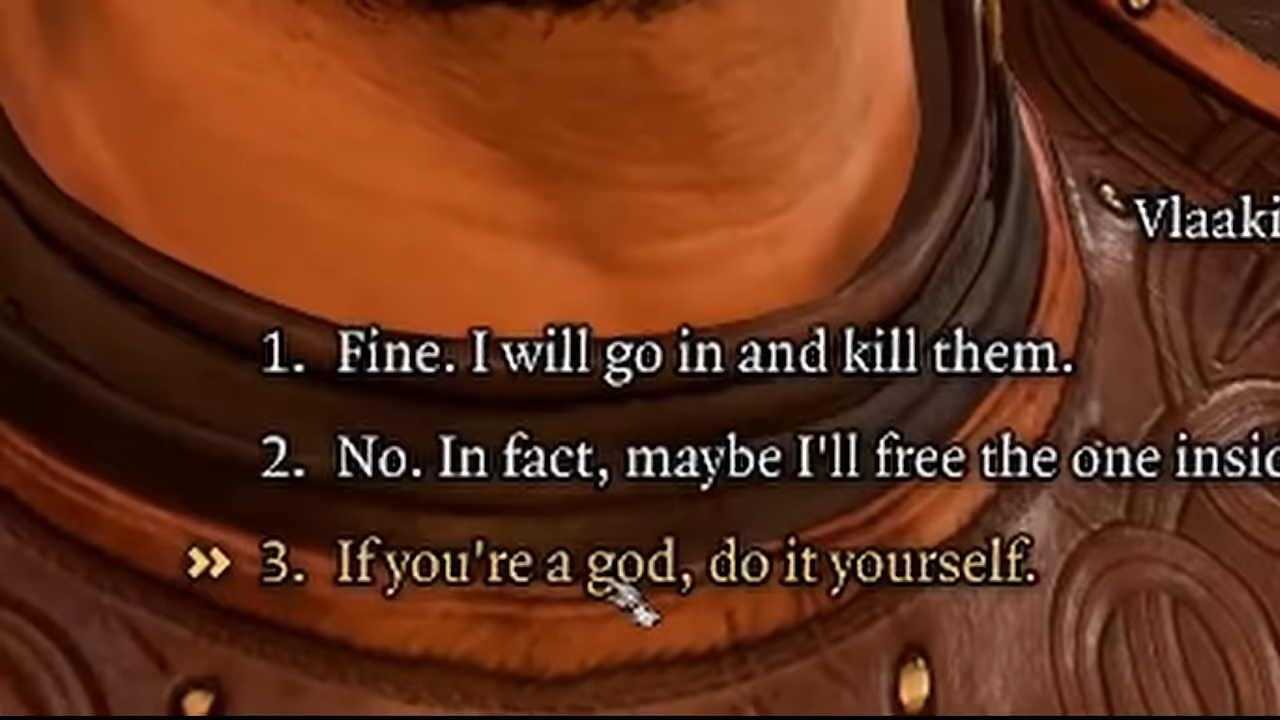 Vlaaki
1. Fine. I will go in and kill them.
2. No. In fact, maybe I'll free the one insid
3. If you're a god, do it yourself.